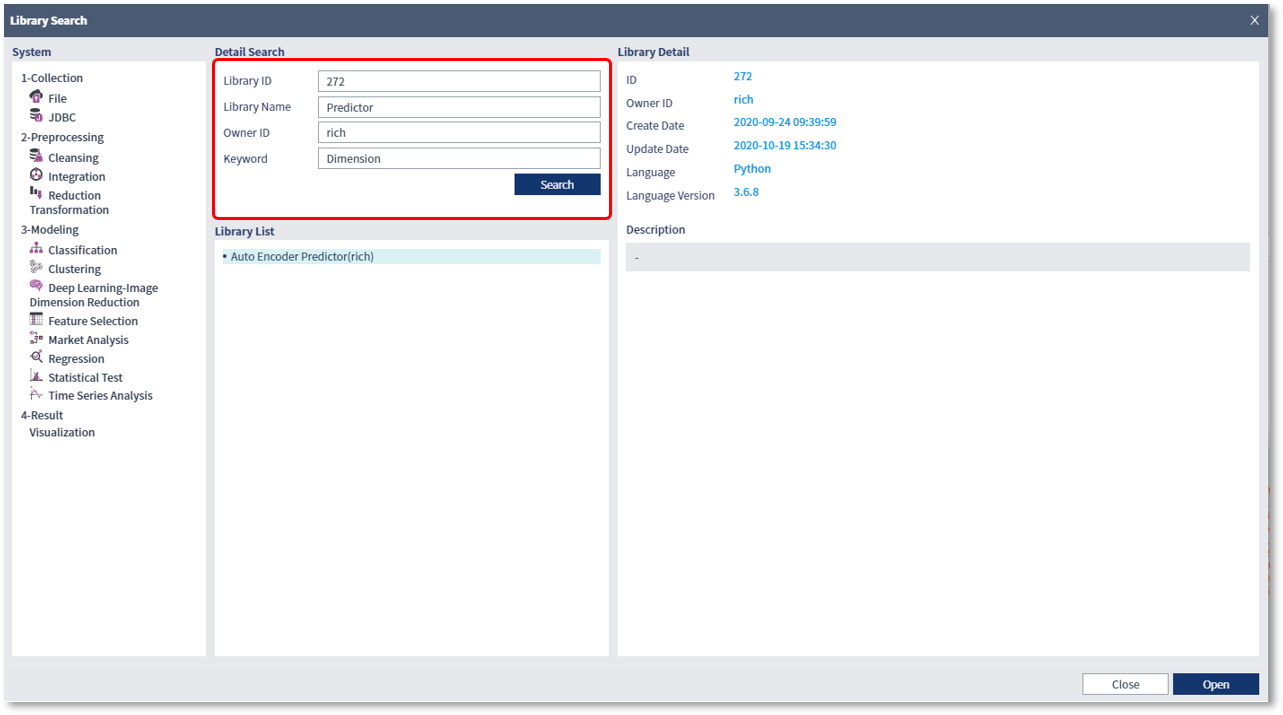 Library Search
X
System
1-Collection
File
JDBC
2-Preprocessing
Cleansing
Integration
Reduction
Transformation
3-Modeling
Classification
Clustering
Deep Learning-Image
Dimension Reduction
Feature Selection
Market Analysis
Regression
Statistical Test
Time Series Analysis
4-Result
Visualization
Detail Search
Library ID 272
Library Name Predictor
Owner ID rich
Keyword Dimension
Search
Library List
• Auto Encoder Predictor(rich)
Library Detail
ID 272
Owner ID rich
Create Date 2020-09-24 09:39:59
Update Date 2020-10-19 15:34:30
Language Python
Language Version 3.6.8
Description
-
Close Open